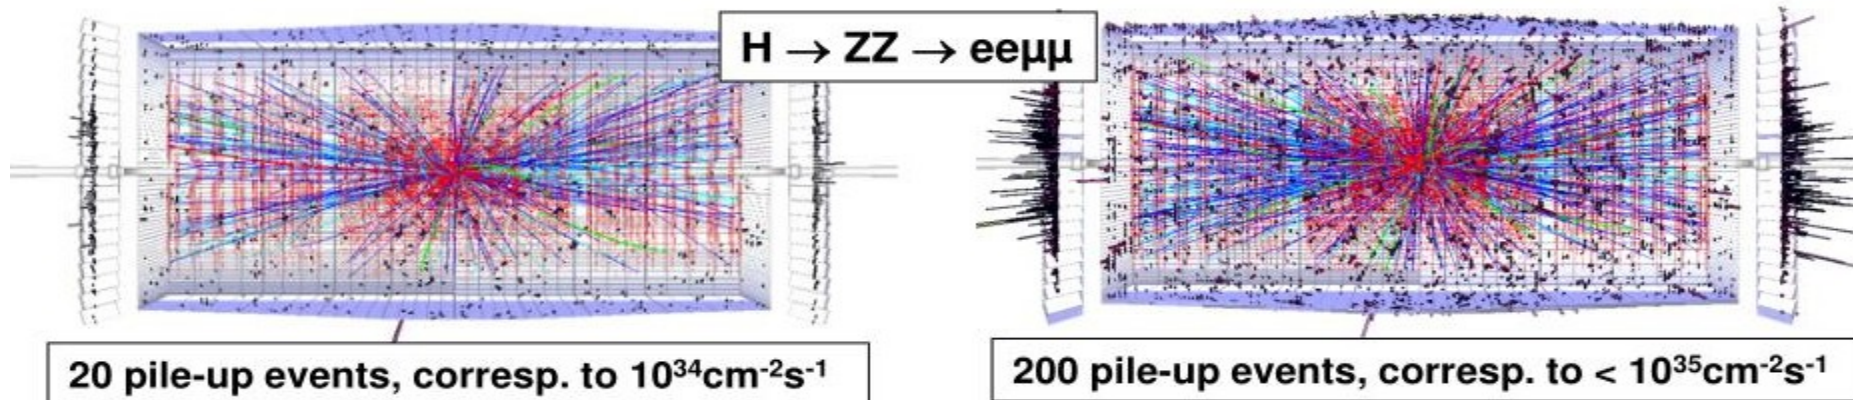 H → ZZ → eeμμ
20 pile-up events, corresp. to 10³⁴cm⁻²s⁻¹
200 pile-up events, corresp. to < 10³⁵cm⁻²s⁻¹